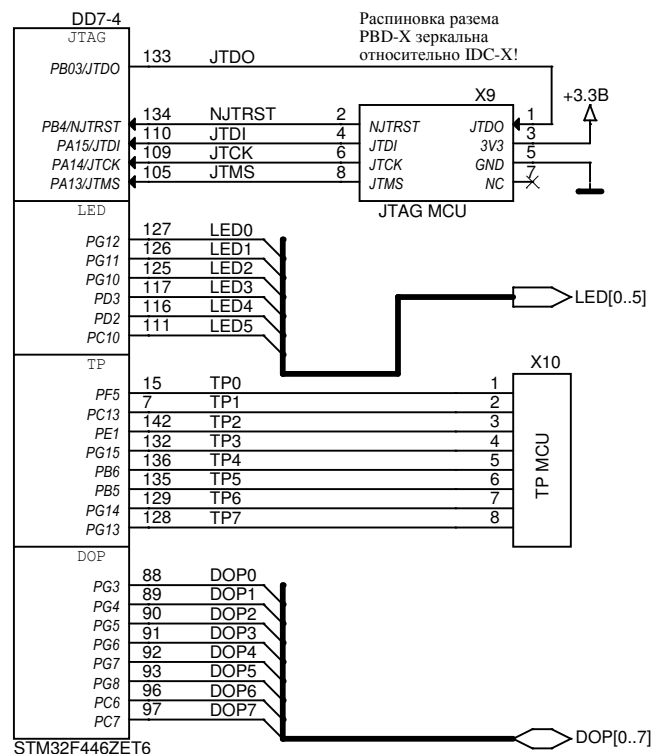 DD7-4
Распиновка разема
PBD-X зеркальна
относительно IDC-X!
JTAG
PB03/JTDO 133 JTDO
X9
+3.3В
PB4/NJTRST 134 NJTRST 2 NJTRST JTDO 1
PA15/JTDI 110 JTDI 4 JTDI 3V3 3
PA14/JTCK 109 JTCK 6 JTCK GND 5
PA13/JTMS 105 JTMS 8 JTMS NC 7
JTAG MCU
LED
PG12 127 LED0
PG11 126 LED1
PG10 125 LED2
PD3 117 LED3
PD2 116 LED4
PC10 111 LED5
LED[0..5]
TP
X10
PF5 15 TP0 1
PC13 7 TP1 2
PE1 142 TP2 3
PG15 132 TP3 4
PB6 136 TP4 5
PB5 135 TP5 6
PG14 129 TP6 7
PG13 128 TP7 8
TP MCU
DOP
PG3 88 DOP0
PG4 89 DOP1
PG5 90 DOP2
PG6 91 DOP3
PG7 92 DOP4
PG8 93 DOP5
PC6 96 DOP6
PC7 97 DOP7
DOP[0..7]
STM32F446ZET6